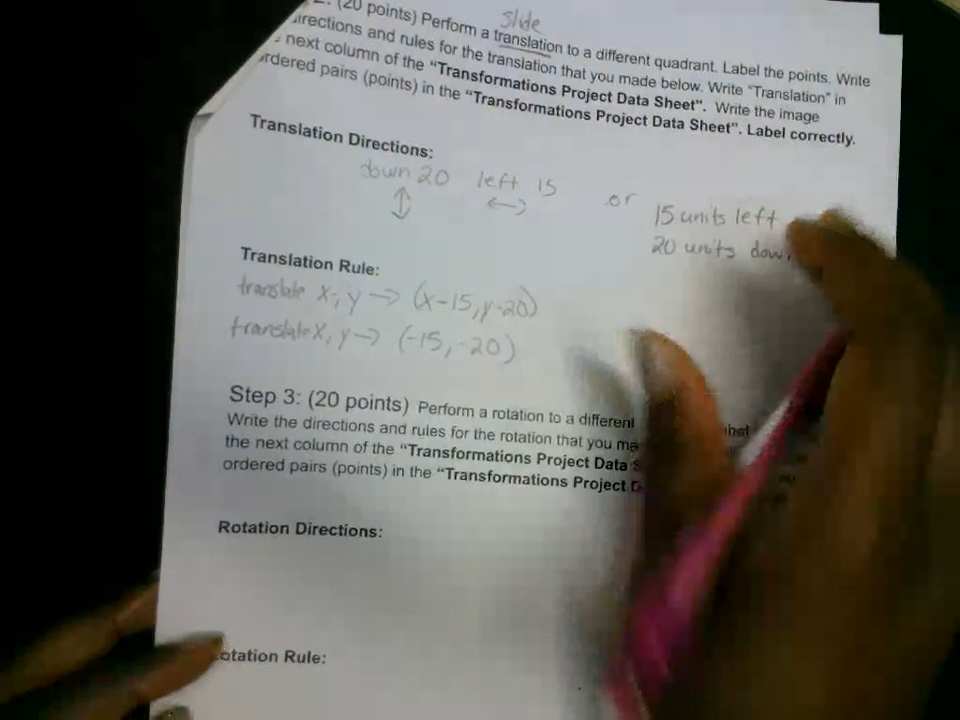 slide
(20 points) Perform a translation to a different quadrant. Label the points. Write
directions and rules for the translation that you made below. Write "Translation" in
next column of the "Transformations Project Data Sheet". Write the image
ordered pairs (points) in the "Transformations Project Data Sheet". Label correctly.
Translation Directions:
down 20 left 15 or 15 units left
20 units down
Translation Rule:
translate x, y → (x-15, y-20)
translate x, y → (-15, -20)
Step 3: (20 points) Perform a rotation to a different
Write the directions and rules for the rotation that you
the next column of the "Transformations Project Data
ordered pairs (points) in the "Transformations Project
Rotation Directions:
Rotation Rule: